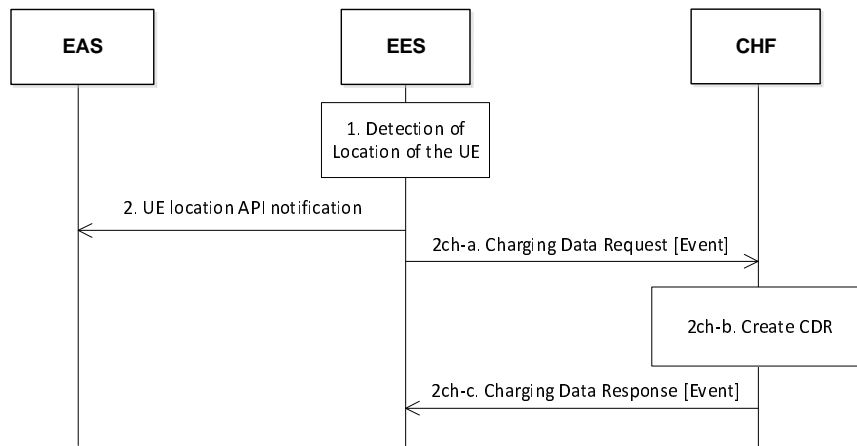 EAS
EES
CHF
1. Detection of
Location of the UE
2. UE location API notification
2ch-a. Charging Data Request [Event]
2ch-b. Create CDR
2ch-c. Charging Data Response [Event]